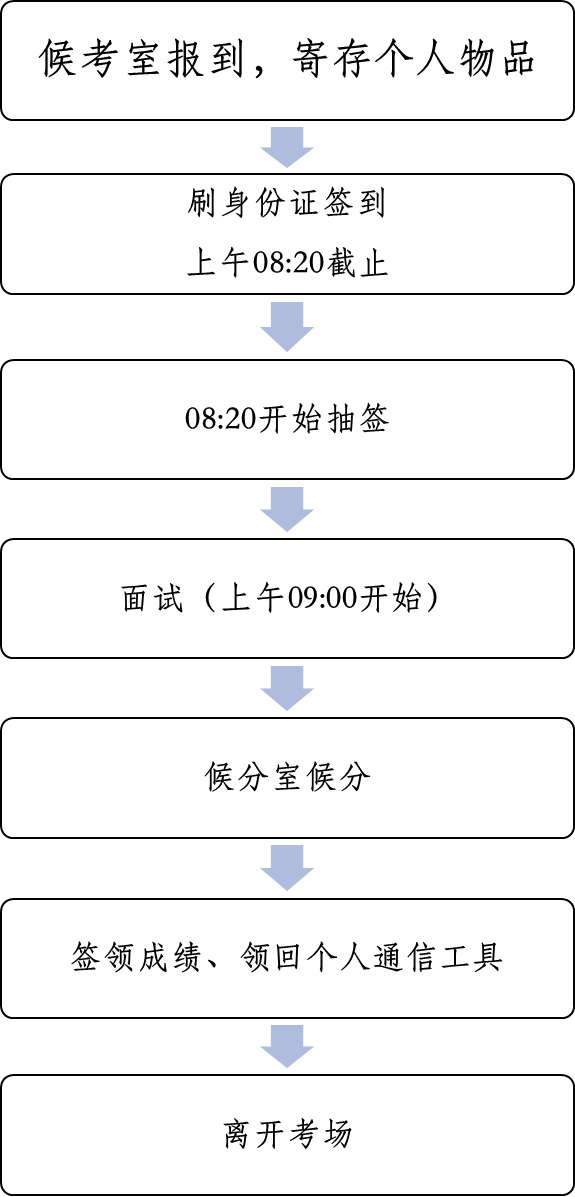 候考室报到，寄存个人物品
刷身份证签到
上午08:20截止
08:20开始抽签
面试（上午09:00开始）
候分室候分
签领成绩、领回个人通信工具
离开考场